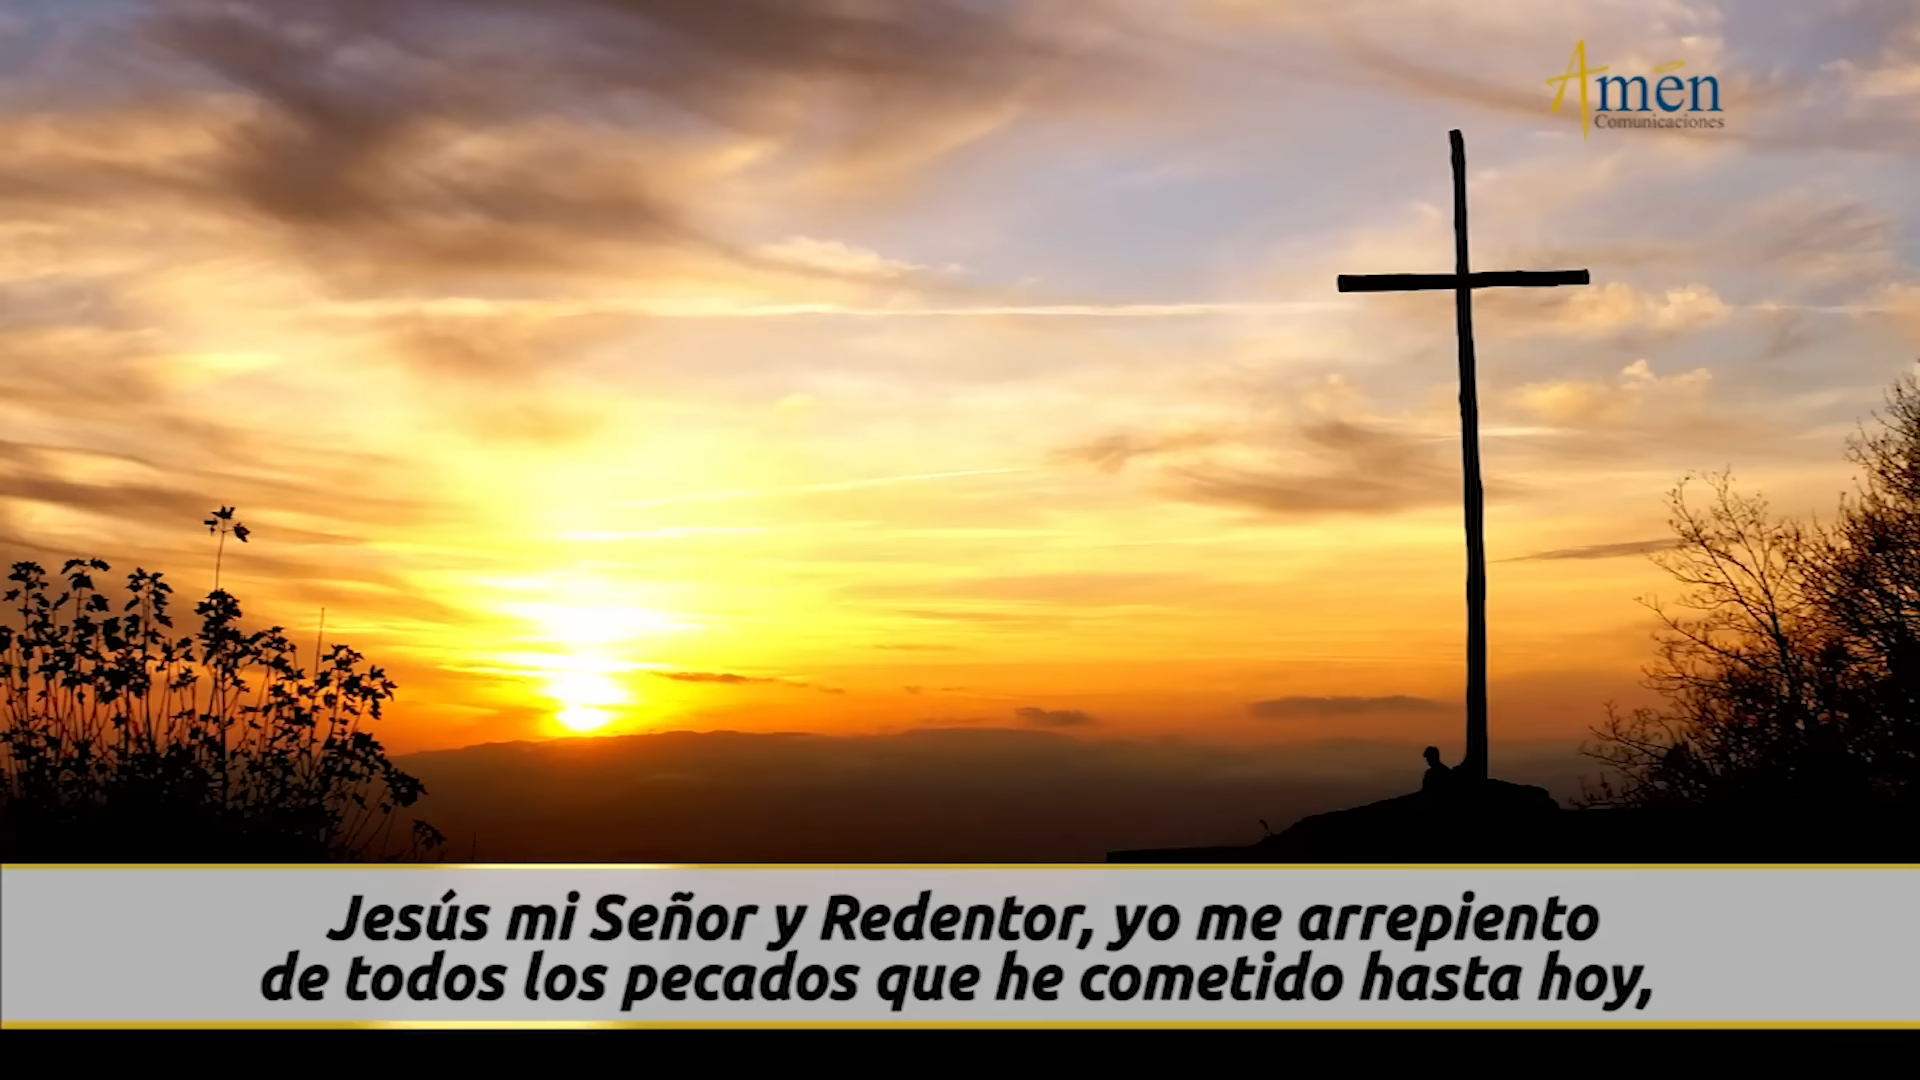 Amén
Comunicaciones
Jesús mi Señor y Redentor, yo me arrepiento
de todos los pecados que he cometido hasta hoy,